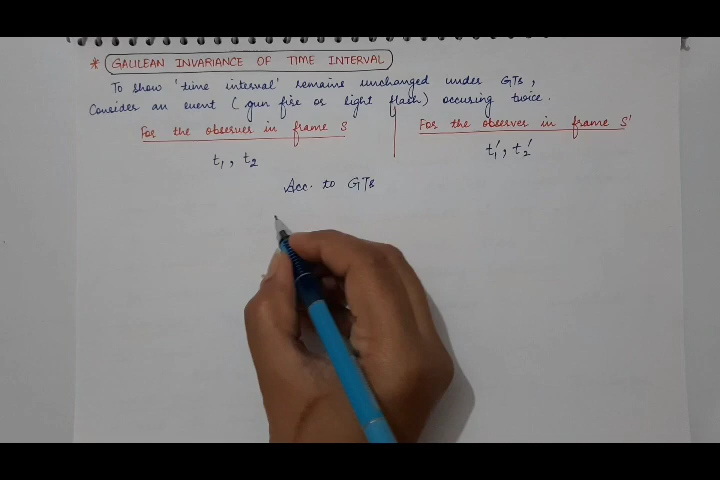 * GALILEAN INVARIANCE OF TIME INTERVAL
To show 'time interval' remains unchanged under GTs,
Consider an event (gun fire or light flash) occuring twice.
For the observer in frame S
t₁, t₂
For the observer in frame S'
t₁', t₂'
Acc. to GTs